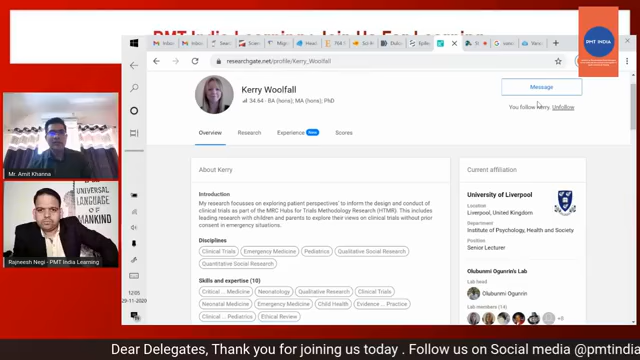 PMT India Learning : Join Us For Learning
PMT INDIA
researchgate.net/profile/Kerry_Woolfall
Kerry Woolfall
34.64 · BA (hons); MA (hons); PhD
Message
You follow Kerry. Unfollow
Overview
Research
Experience New
Scores
About Kerry
Introduction
My research focusses on exploring patient perspectives' to inform the design and conduct of
clinical trials as part of the MRC Hubs for Trials Methodology Research (HTMR). This includes
leading research with children and parents to explore their views on clinical trials without prior
consent in emergency situations.
Disciplines
Clinical Trials
Emergency Medicine
Pediatrics
Qualitative Social Research
Quantitative Social Research
Skills and expertise (10)
Critical ... Medicine
Neonatology
Qualitative Research
Clinical Trials
Neonatal Medicine
Emergency Medicine
Child Health
Evidence ... Practice
Clinical ... Pediatrics
Ethical Review
Current affiliation
University of Liverpool
Location
Liverpool, United Kingdom
Department
Institute of Psychology, Health and Society
Position
Senior Lecturer
Olubunmi Ogunrin's Lab
Lab head
Olubunmi Ogunrin
Lab members (14)
Mr. Amit Khanna
UNIVERSAL
LANGUAGE OF
MANKIND
Rajneesh Negi - PMT India Learning
12:05
29-11-2020
Dear Delegates, Thank you for joining us today . Follow us on Social media @pmtindia